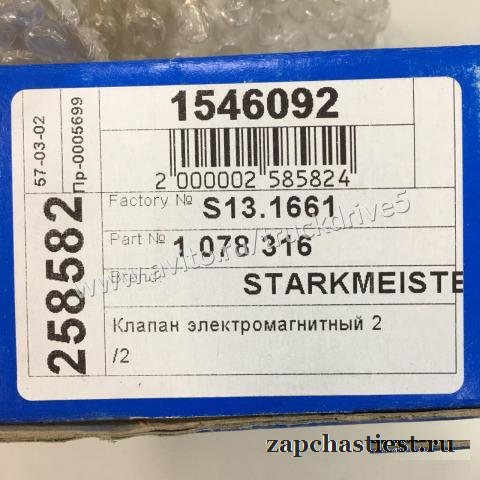 1546092
2 000002 585824
Factory № S13.1661
Part № 1.078 316
Brend: STARKMEISTE
Клапан электромагнитный 2
/2
57-03-02
Пр-0005699
258582
www.avito.ru/truckdrive5
zapchastiest.ru